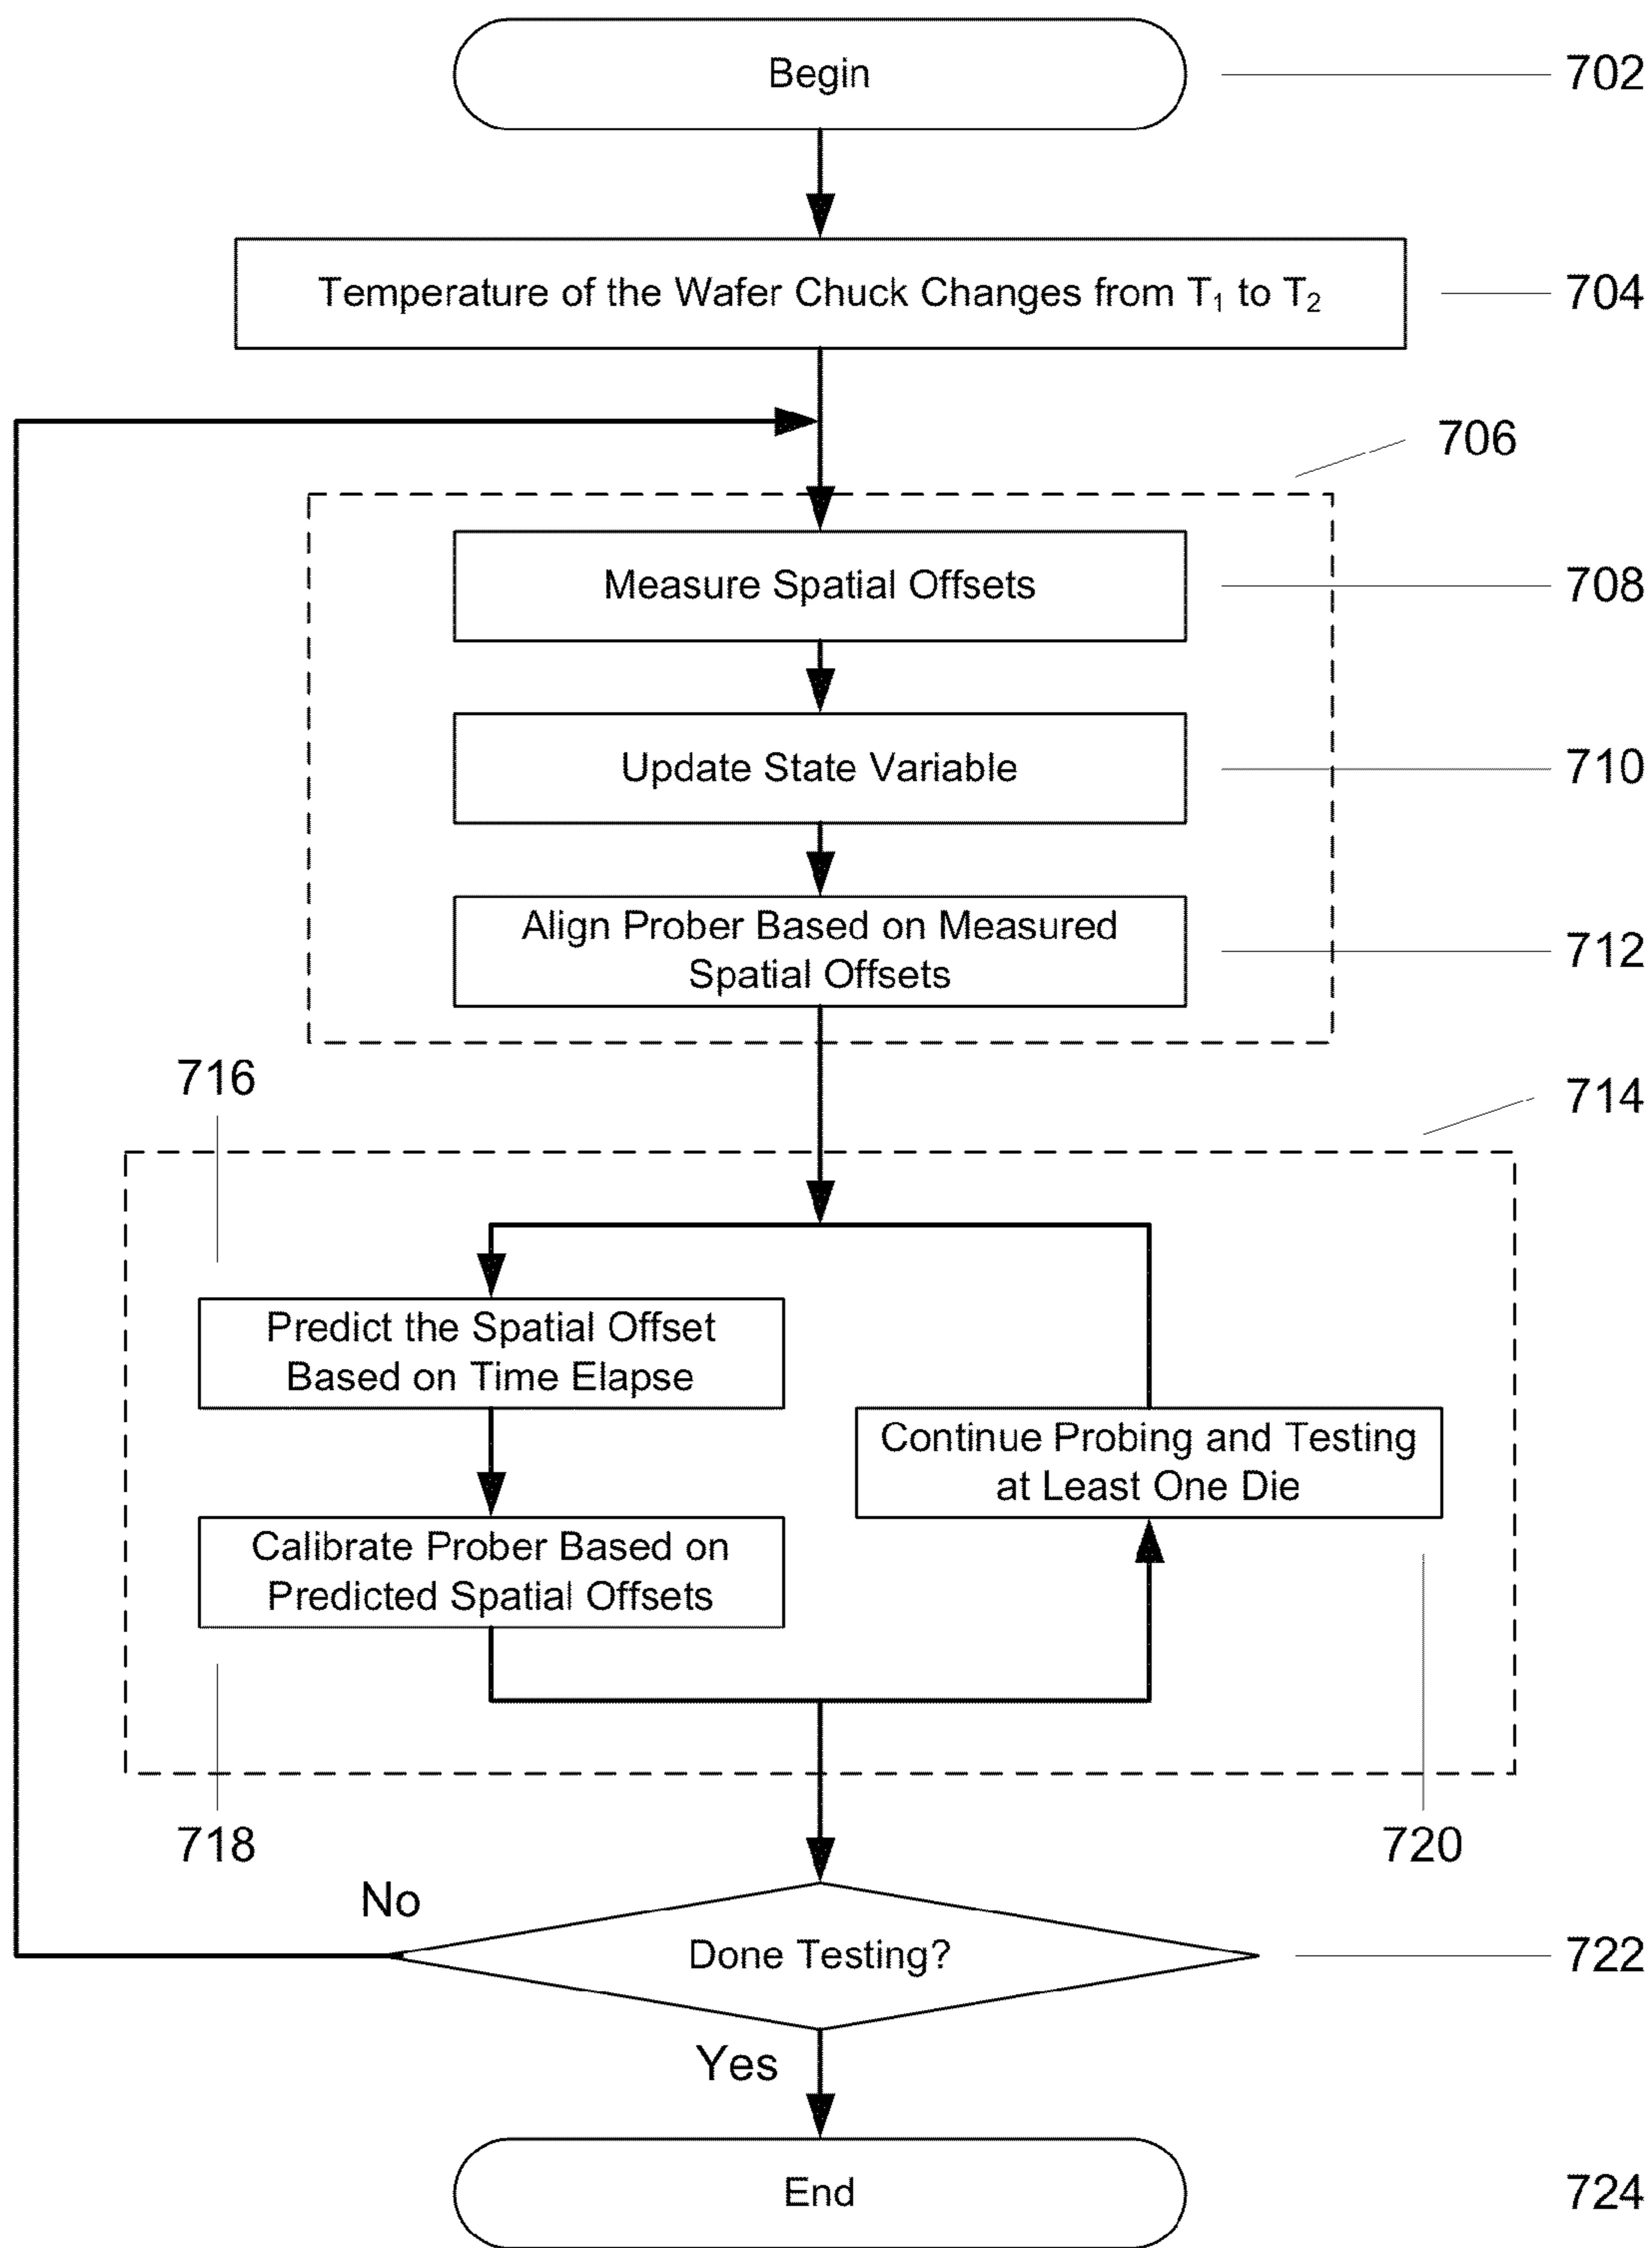 Begin
702
Temperature of the Wafer Chuck Changes from T₁ to T₂
704
706
Measure Spatial Offsets
708
Update State Variable
710
Align Prober Based on Measured
Spatial Offsets
712
716
714
Predict the Spatial Offset
Based on Time Elapse
Continue Probing and Testing
at Least One Die
Calibrate Prober Based on
Predicted Spatial Offsets
718
720
No
Done Testing?
722
Yes
End
724